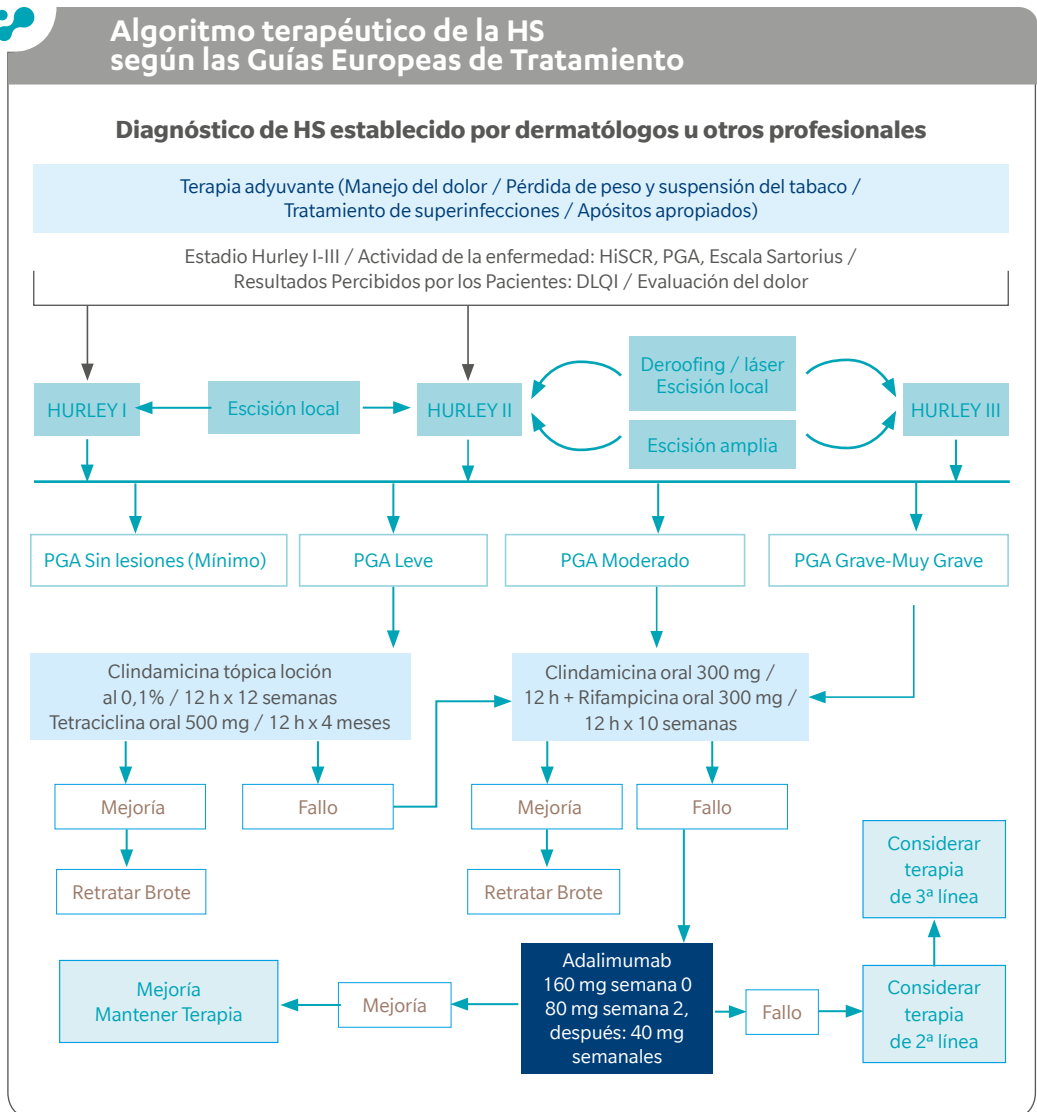 Algoritmo terapéutico de la HS
según las Guías Europeas de Tratamiento
Diagnóstico de HS establecido por dermatólogos u otros profesionales
Terapia adyuvante (Manejo del dolor / Pérdida de peso y suspensión del tabaco /
Tratamiento de superinfecciones / Apósitos apropiados)
Estadio Hurley I-III / Actividad de la enfermedad: HiSCR, PGA, Escala Sartorius /
Resultados Percibidos por los Pacientes: DLQI / Evaluación del dolor
HURLEY I
Escisión local
HURLEY II
Deroofing / láser
Escisión local
Escisión amplia
HURLEY III
PGA Sin lesiones (Mínimo)
PGA Leve
PGA Moderado
PGA Grave-Muy Grave
Clindamicina tópica loción
al 0,1% / 12 h x 12 semanas
Tetraciclina oral 500 mg / 12 h x 4 meses
Clindamicina oral 300 mg /
12 h + Rifampicina oral 300 mg /
12 h x 10 semanas
Mejoría
Fallo
Mejoría
Fallo
Retratar Brote
Retratar Brote
Considerar
terapia
de 3ª línea
Mejoría
Mantener Terapia
Mejoría
Adalimumab
160 mg semana 0
80 mg semana 2,
después: 40 mg
semanales
Fallo
Considerar
terapia
de 2ª línea